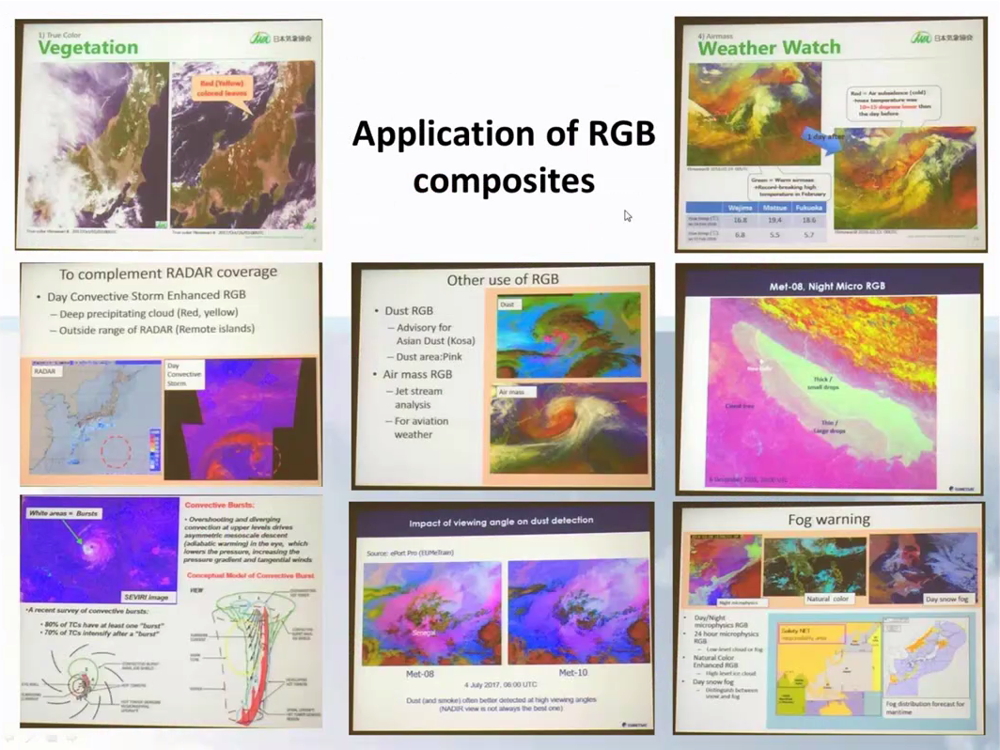 Application of RGB
composites
1) True Color
Vegetation
日本気象協会
Red (Yellow)
colored leaves
4) Airmass
Weather Watch
日本気象協会
Red = Air subsidence (cold)
10~15 degrees lower than
the day before
1 day after
Green = Warm airmass
→Record-breaking high
temperature in February
Wajima Matsue Fukuoka
16.8 19.4 18.6
6.8 5.5 5.7
To complement RADAR coverage
• Day Convective Storm Enhanced RGB
– Deep precipitating cloud (Red, yellow)
– Outside range of RADAR (Remote islands)
RADAR
Day
Convective
Storm
Other use of RGB
• Dust RGB
– Advisory for
Asian Dust (Kosa)
– Dust area:Pink
• Air mass RGB
– Jet stream
analysis
– For aviation
weather
Dust
Air mass
Met-08, Night Micro RGB
Thick /
small drops
Thin /
Large drops
EUMETSAT
White areas = Bursts
SEVIRI image
Convective Bursts:
• Overshooting and diverging
convection at upper levels drives
asymmetric mesoscale descent
(adiabatic warming) in the eye, which
lowers the pressure, increasing the
pressure gradient and tangential winds
Conceptual Model of Convective Burst
VIEW
•A recent survey of convective bursts:
• 80% of TCs have at least one "burst"
• 70% of TCs intensify after a "burst"
Impact of viewing angle on dust detection
Source: ePort Pro (EUMeTrain)
Senegal
Met-08
Met-10
4 July 2017, 06:00 UTC
Dust (and smoke) often better detected at high viewing angles
(NADIR view is not always the best one)
EUMETSAT
Fog warning
Night microphysics
Natural color
Day snow fog
• Day/Night
microphysics RGB
• 24 hour microphysics
RGB
– Low-level cloud or fog
• Natural Color
Enhanced RGB
– High level ice cloud
• Day snow fog
– Distinguish between
snow and fog
Safety NET
responsibility area
Fog distribution forecast for
maritime